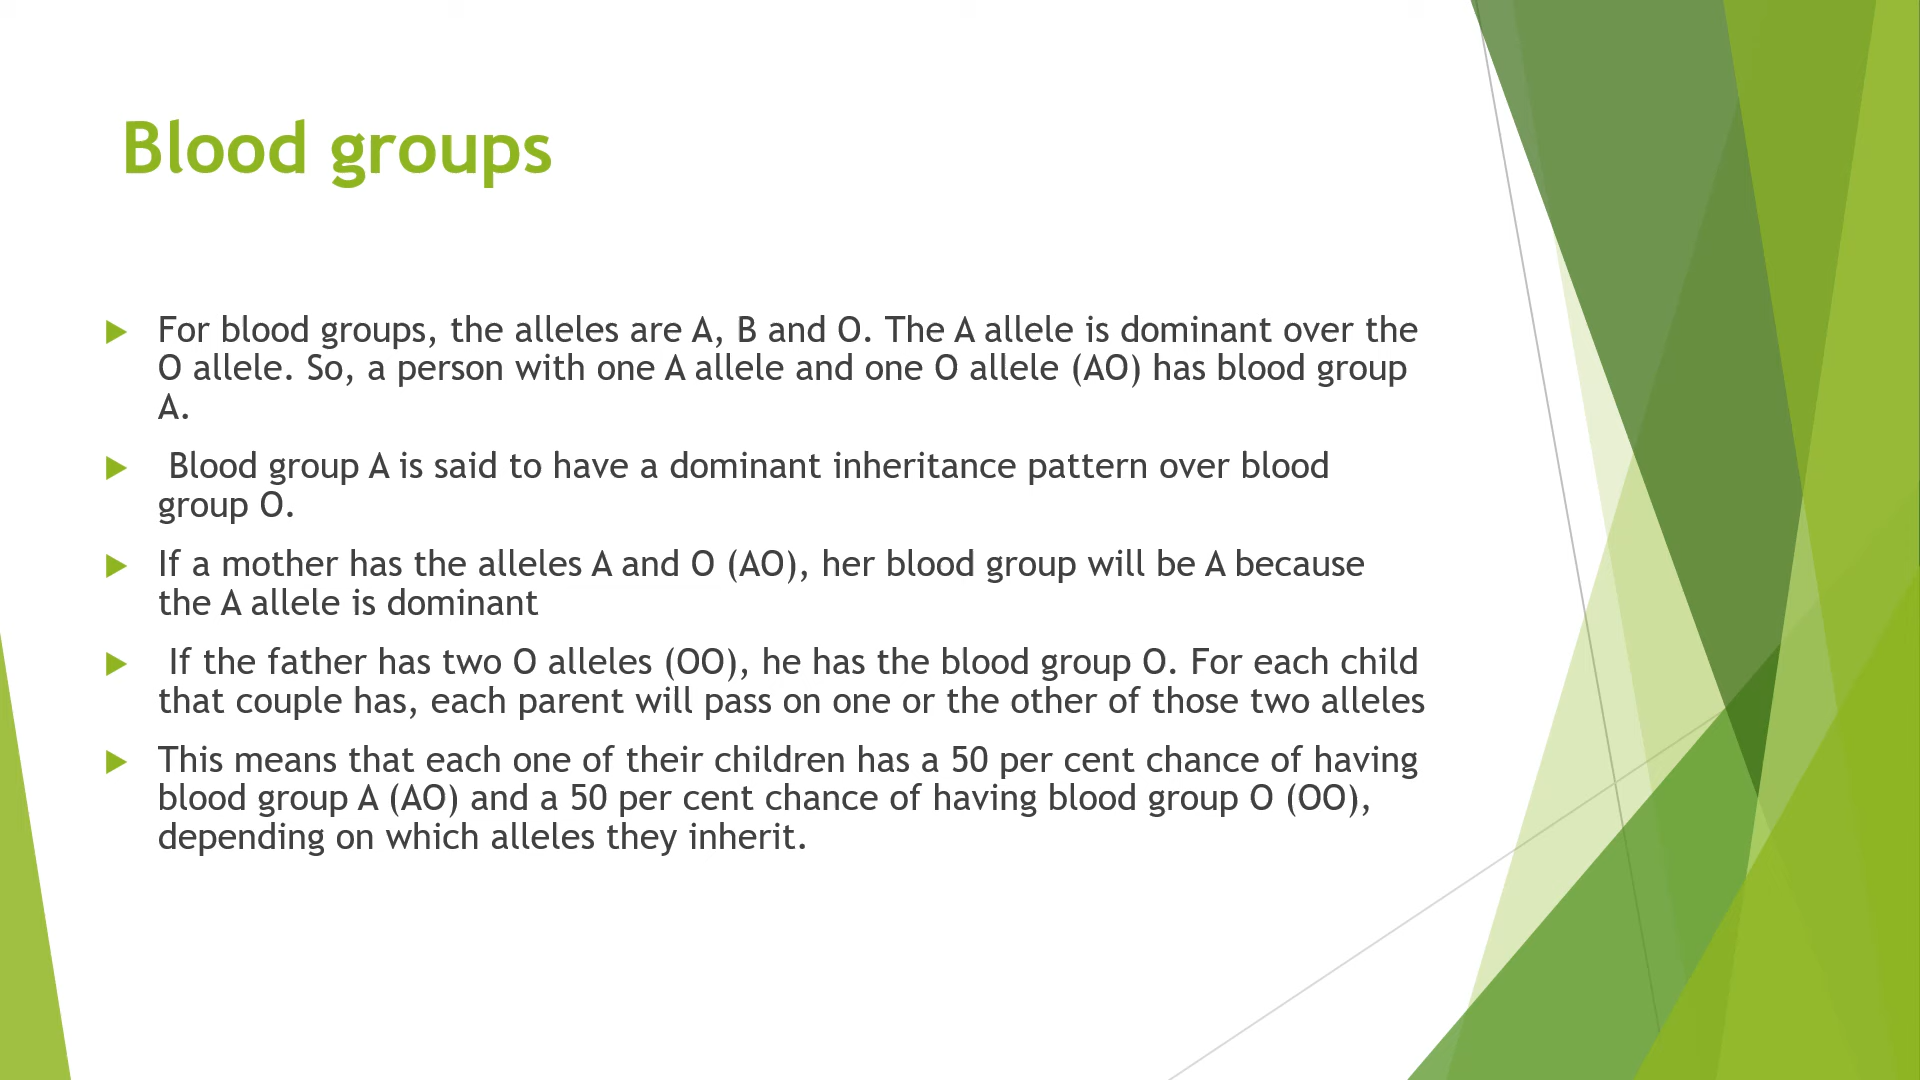 Blood groups
For blood groups, the alleles are A, B and O. The A allele is dominant over the
O allele. So, a person with one A allele and one O allele (AO) has blood group
A.
Blood group A is said to have a dominant inheritance pattern over blood
group O.
If a mother has the alleles A and O (AO), her blood group will be A because
the A allele is dominant
If the father has two O alleles (OO), he has the blood group O. For each child
that couple has, each parent will pass on one or the other of those two alleles
This means that each one of their children has a 50 per cent chance of having
blood group A (AO) and a 50 per cent chance of having blood group O (OO),
depending on which alleles they inherit.